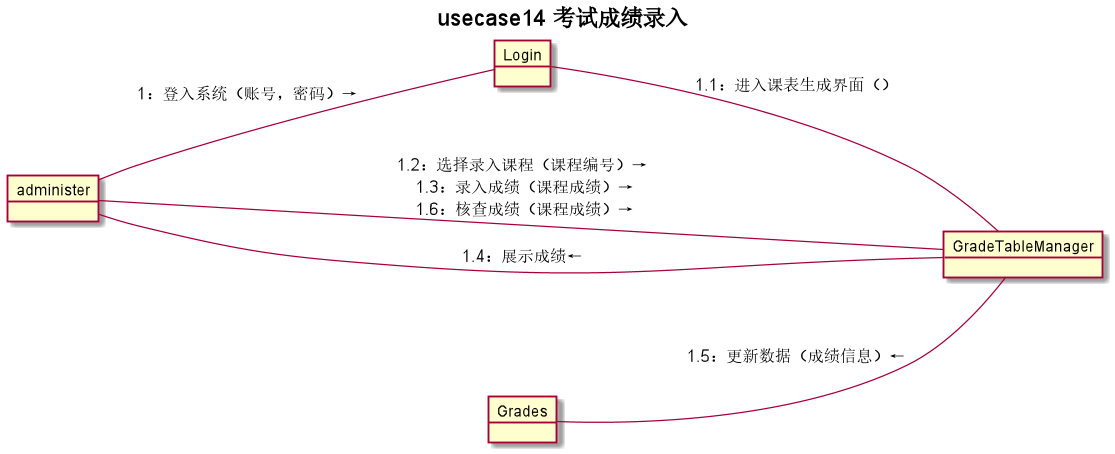 usecase14 考试成绩录入
Login
1.1：进入课表生成界面（）
1：登入系统（账号，密码）→
1.2：选择录入课程（课程编号）→
administer
1.3：录入成绩（课程成绩）→
1.6：核查成绩（课程成绩）→
GradeTableManager
1.4：展示成绩←
1.5：更新数据（成绩信息）←
Grades